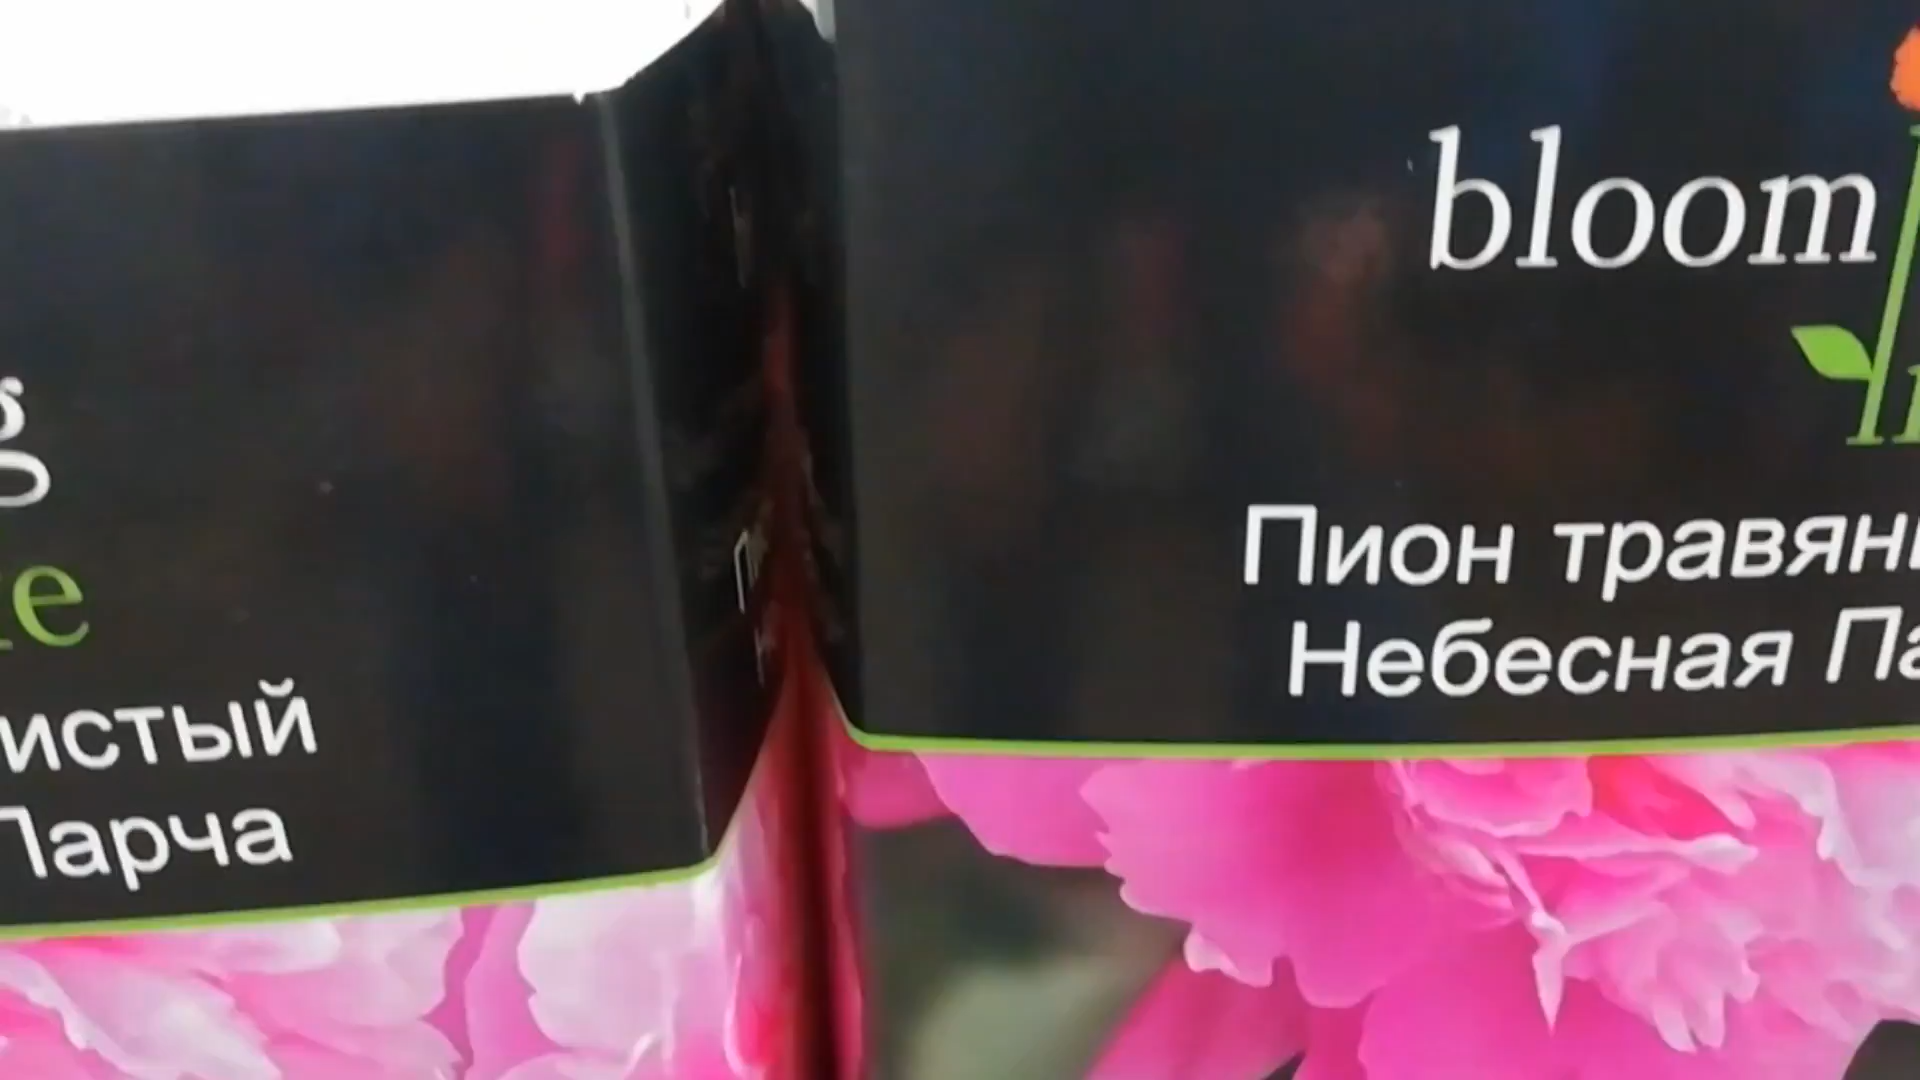 g
e
истый
Парча
bloom
Пион травян
Небесная Па